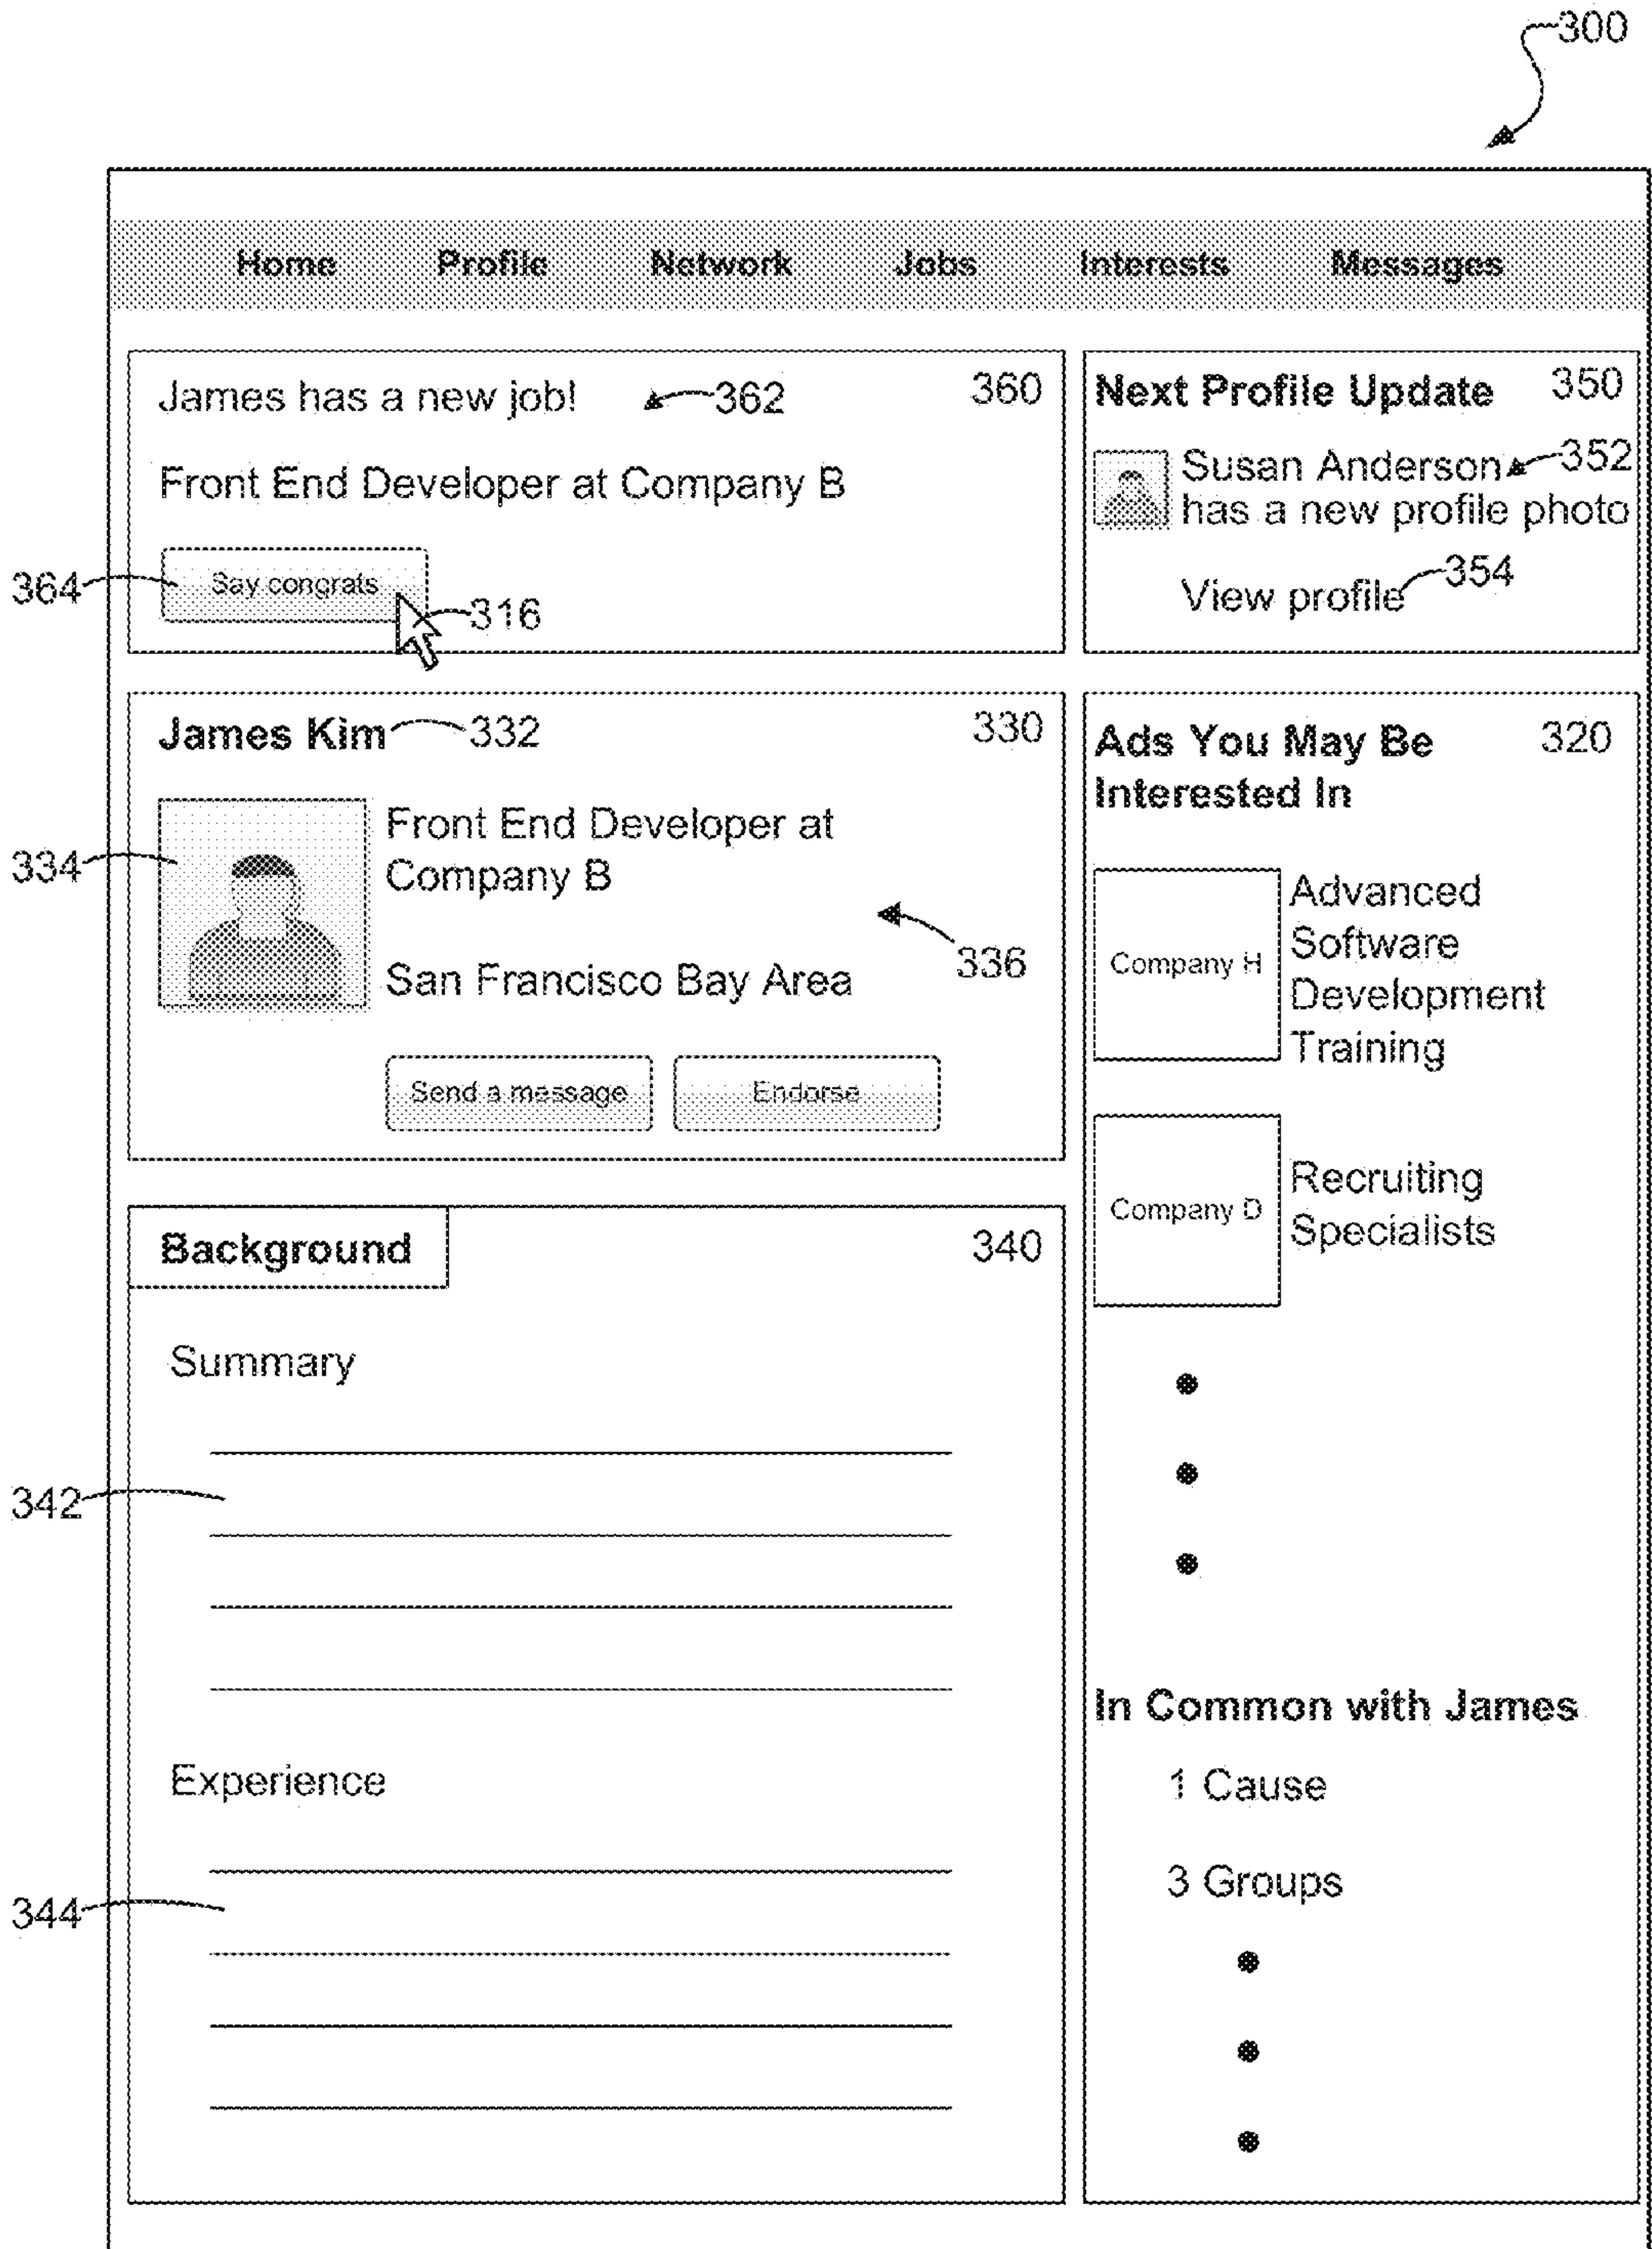 300
Home Profile Network Jobs Interests Messages
James has a new job! 362 360
Front End Developer at Company B
364 Say congrats 316
Next Profile Update 350
Susan Anderson 352
has a new profile photo
View profile 354
James Kim 332 330
334 Front End Developer at
Company B
336
San Francisco Bay Area
Send a message Endorse
Ads You May Be 320
Interested In
Company H
Advanced
Software
Development
Training
Company D
Recruiting
Specialists
Background 340
Summary
342
Experience
344
In Common with James
1 Cause
3 Groups